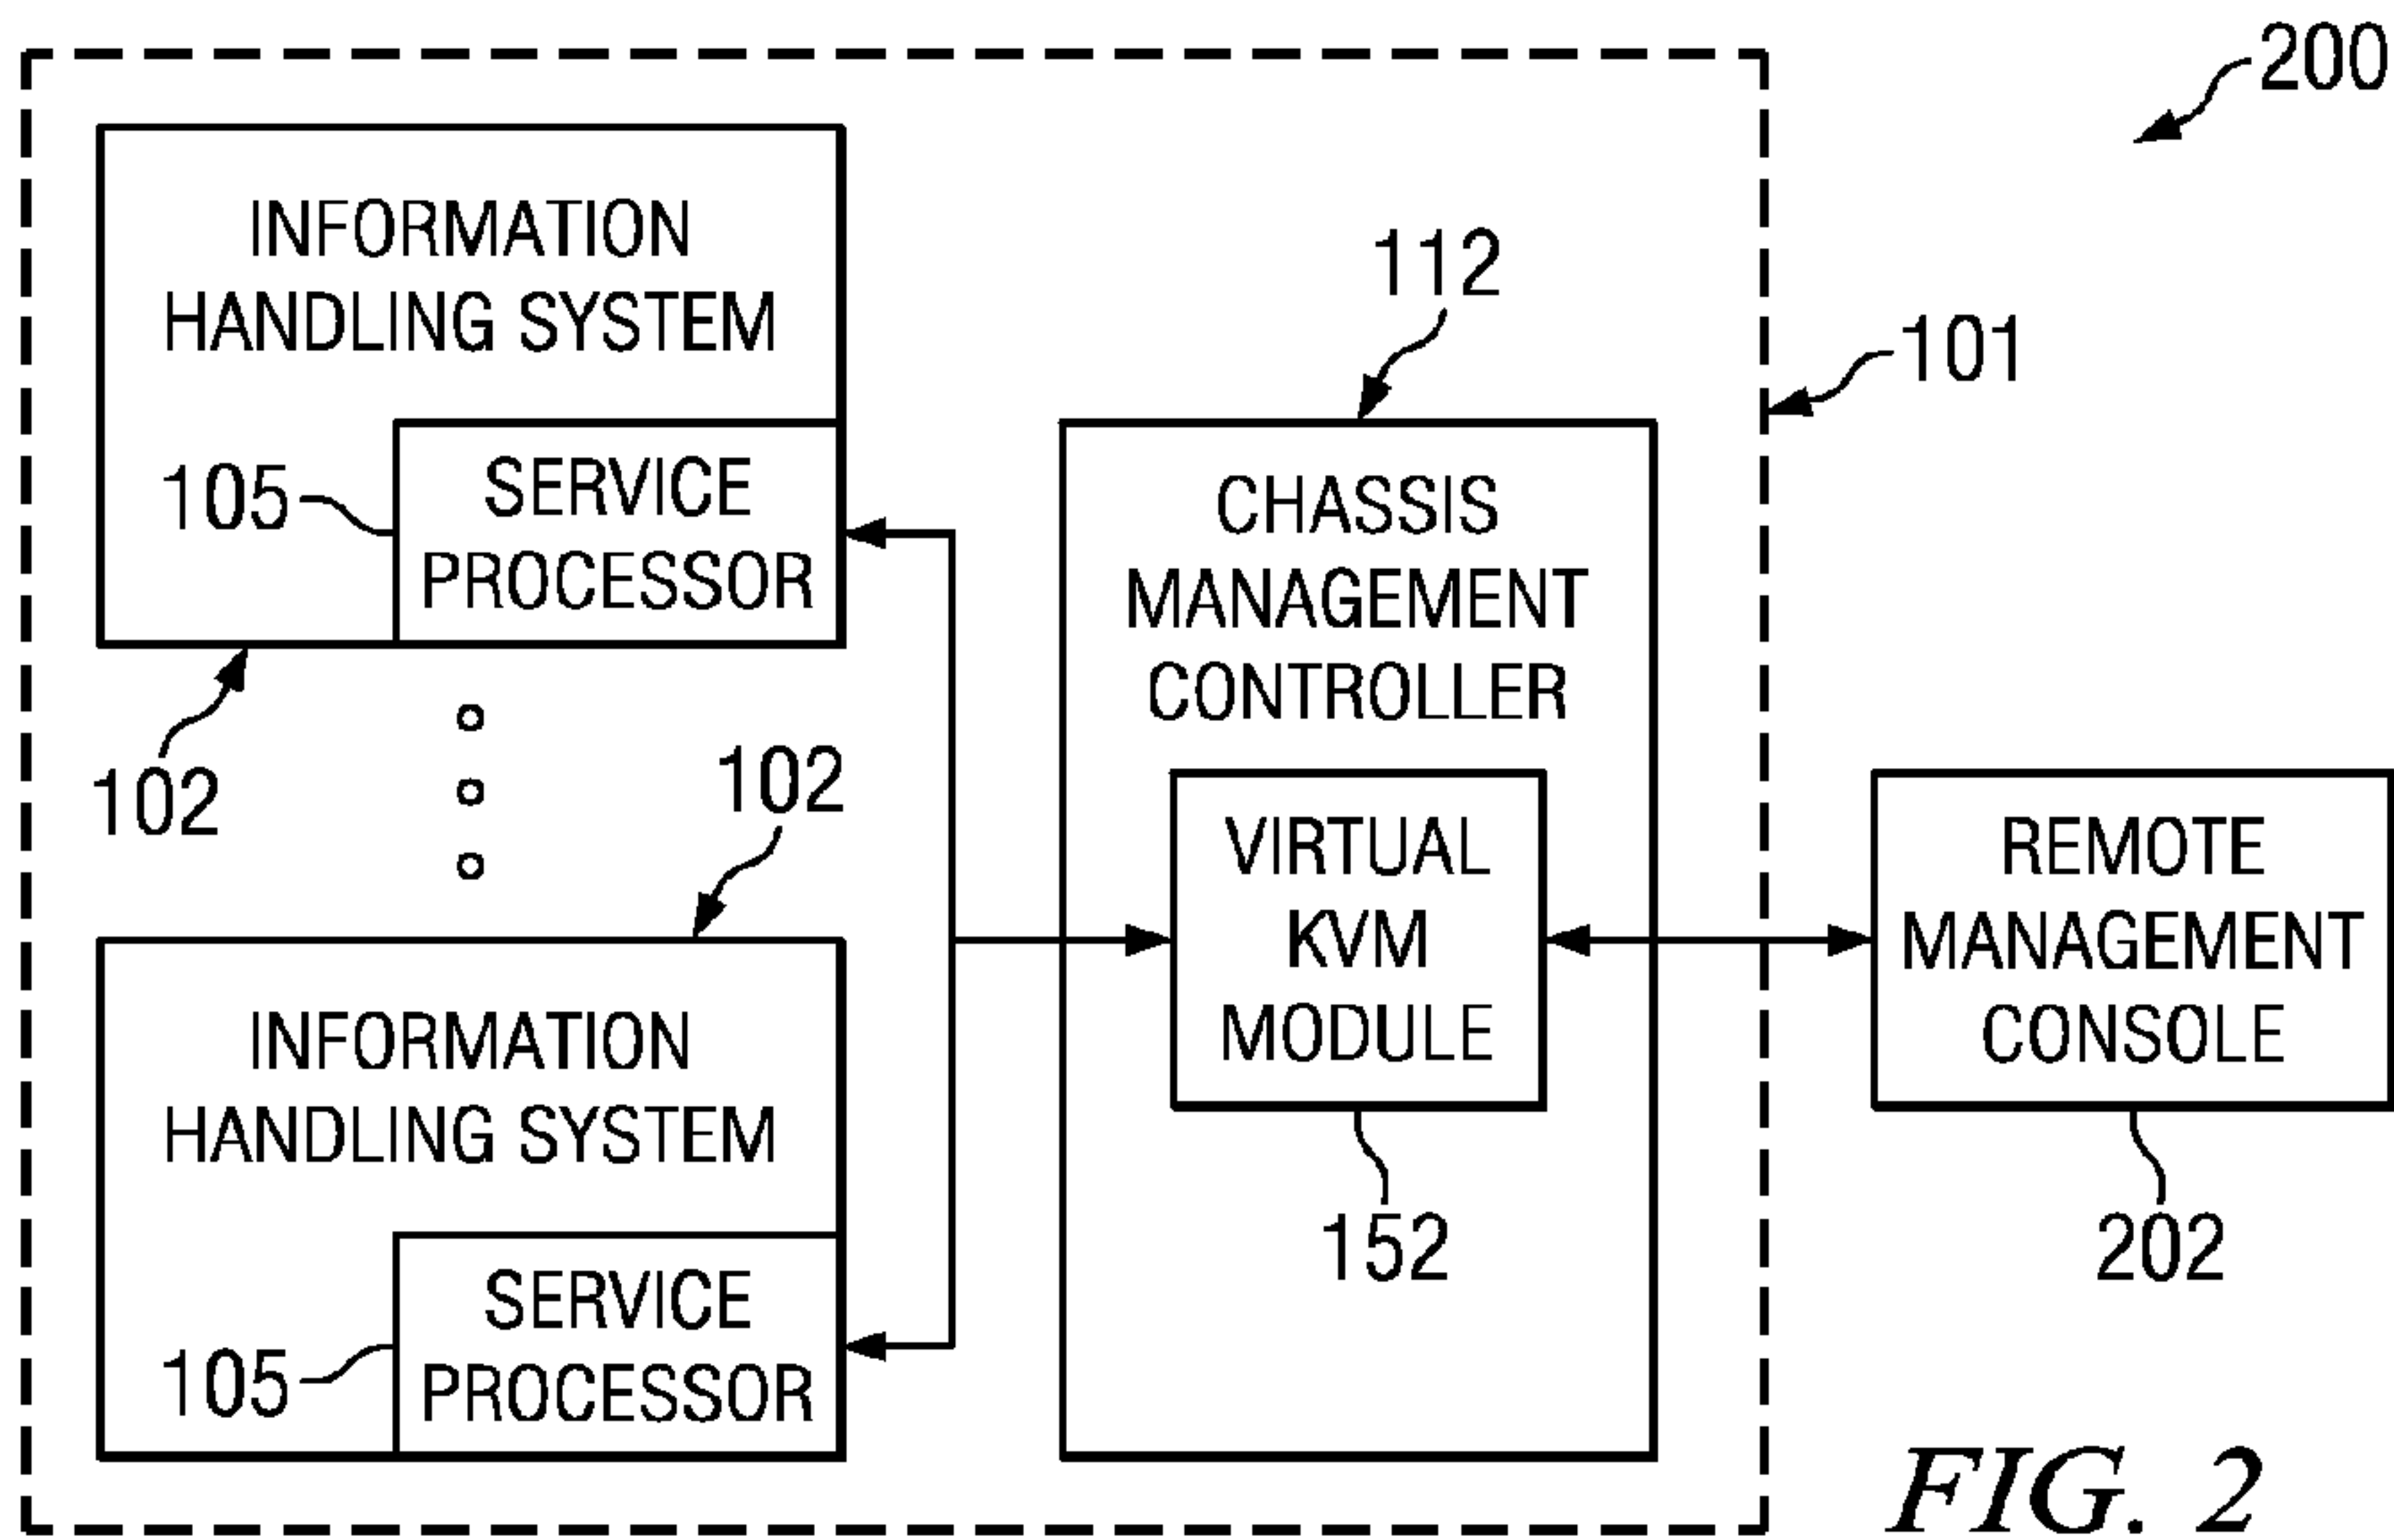 200
INFORMATION
HANDLING SYSTEM
105
SERVICE
PROCESSOR
102
102
INFORMATION
HANDLING SYSTEM
105
SERVICE
PROCESSOR
112
CHASSIS
MANAGEMENT
CONTROLLER
VIRTUAL
KVM
MODULE
152
101
REMOTE
MANAGEMENT
CONSOLE
202
FIG. 2